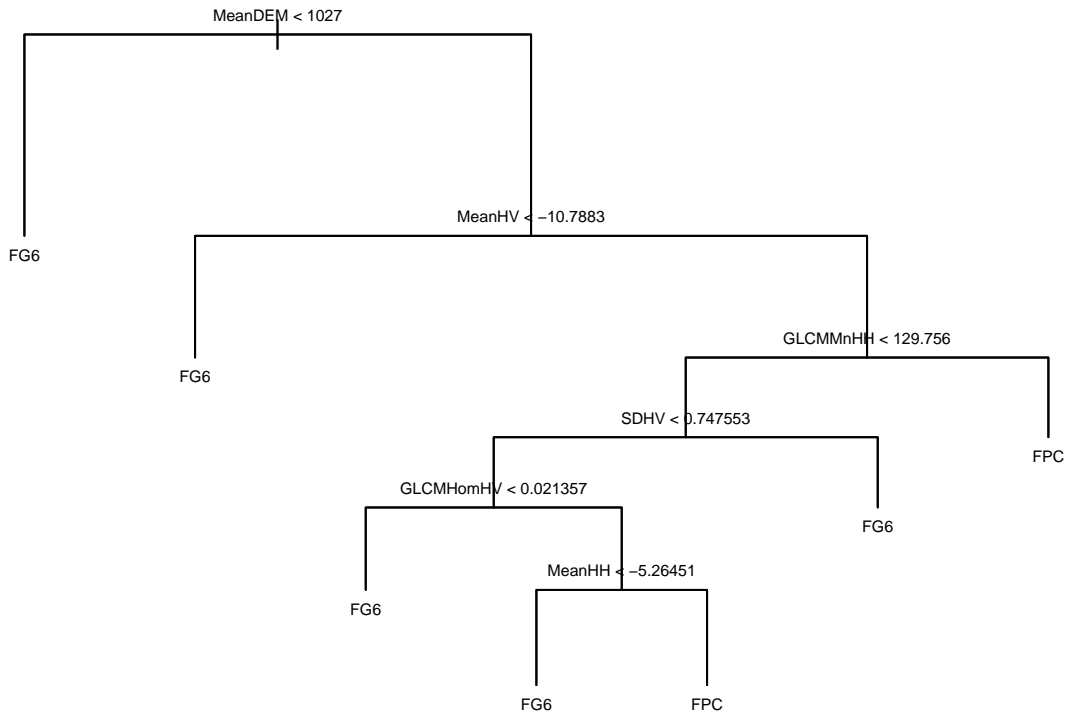 MeanDEM < 1027
MeanHV < −10.7883
FG6
GLCMMnHH < 129.756
FG6
SDHV < 0.747553
FPC
GLCMHomHV < 0.021357
FG6
MeanHH < −5.26451
FG6
FG6
FPC